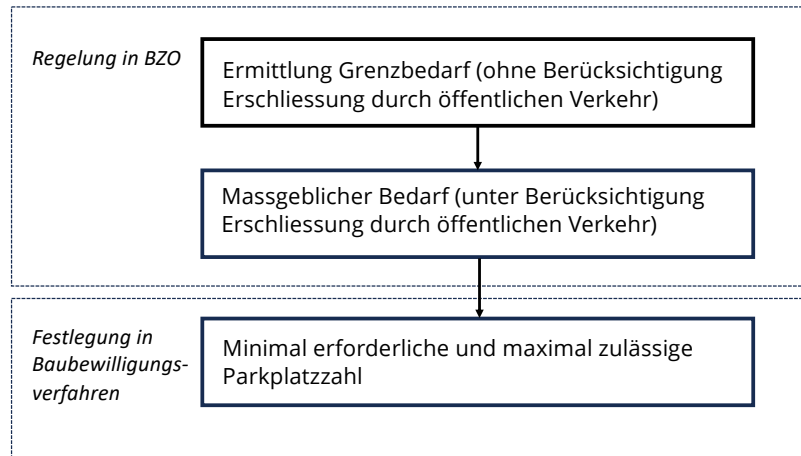 Regelung in BZO
Ermittlung Grenzbedarf (ohne Berücksichtigung
Erschliessung durch öffentlichen Verkehr)
Massgeblicher Bedarf (unter Berücksichtigung
Erschliessung durch öffentlichen Verkehr)
Festlegung in
Baubewilligungs-
verfahren
Minimal erforderliche und maximal zulässige
Parkplatzzahl